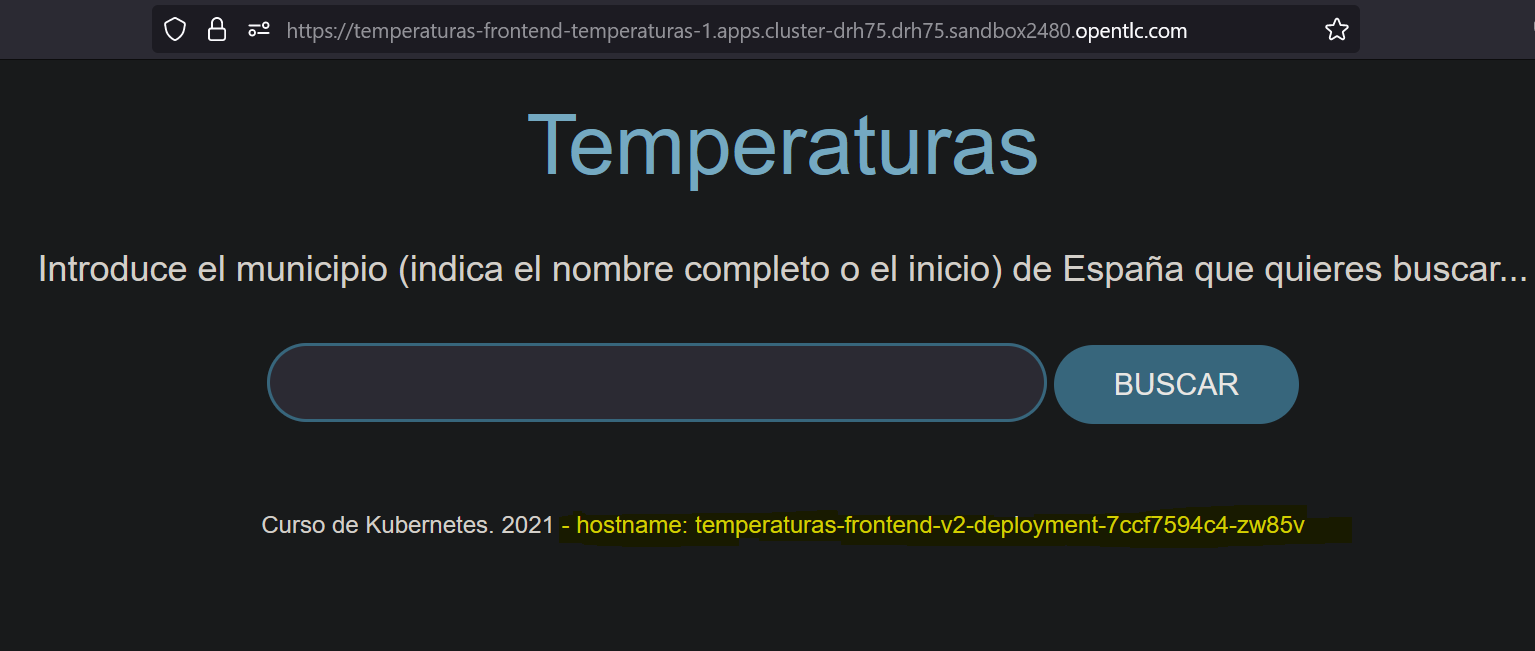 https://temperaturas-frontend-temperaturas-1.apps.cluster-drh75.drh75.sandbox2480.opentlc.com
Temperaturas
Introduce el municipio (indica el nombre completo o el inicio) de España que quieres buscar...
BUSCAR
Curso de Kubernetes. 2021 - hostname: temperaturas-frontend-v2-deployment-7ccf7594c4-zw85v